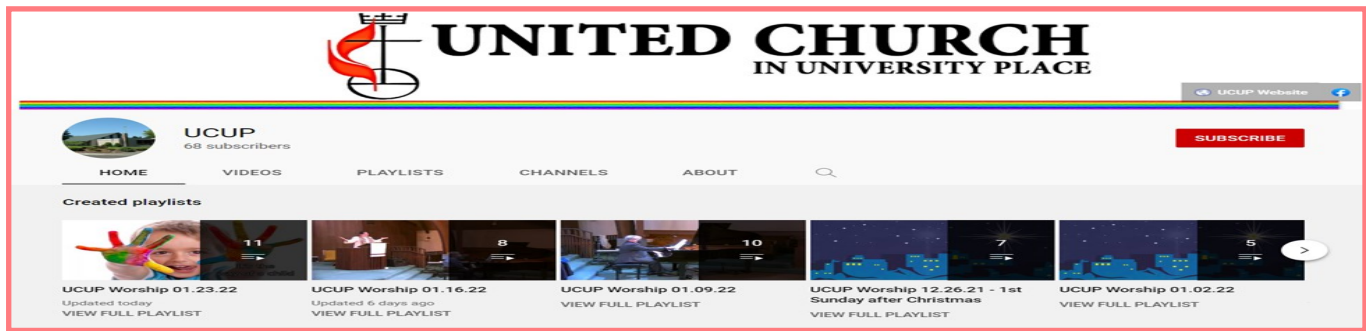 UNITED CHURCH
IN UNIVERSITY PLACE
UCUP Website
UCUP
68 subscribers
SUBSCRIBE
HOME VIDEOS PLAYLISTS CHANNELS ABOUT
Created playlists
11 8 10 7 5
UCUP Worship 01.23.22
Updated today
VIEW FULL PLAYLIST
UCUP Worship 01.16.22
Updated 6 days ago
VIEW FULL PLAYLIST
UCUP Worship 01.09.22
VIEW FULL PLAYLIST
UCUP Worship 12.26.21 - 1st
Sunday after Christmas
VIEW FULL PLAYLIST
UCUP Worship 01.02.22
VIEW FULL PLAYLIST